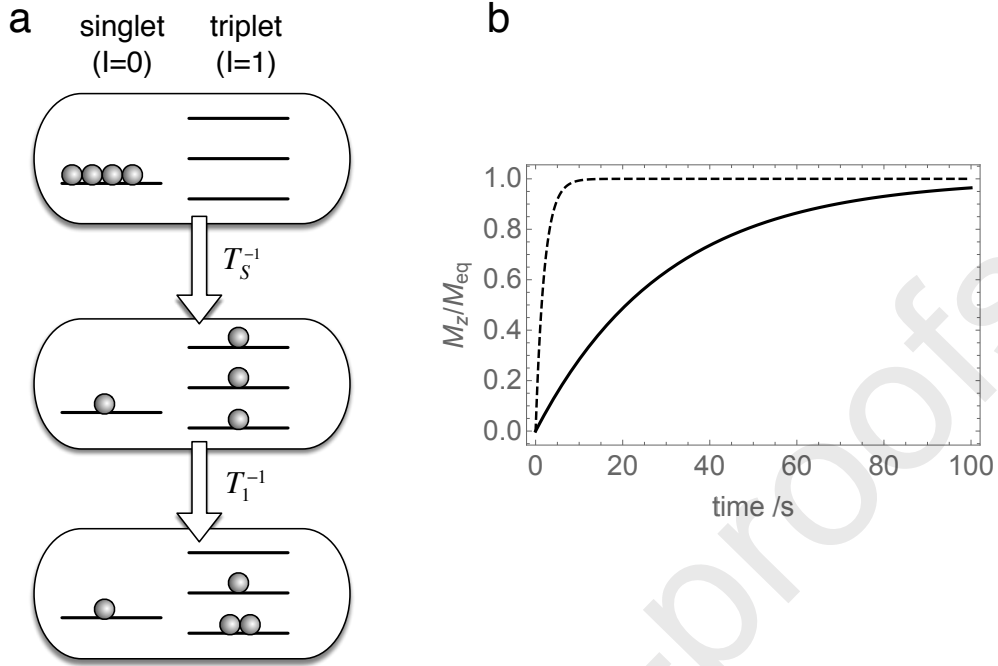 a
singlet
(I=0)
triplet
(I=1)
T_S^{-1}
T_1^{-1}
b
M_z/M_eq
1.0
0.8
0.6
0.4
0.2
0.0
0 20 40 60 80 100
time /s
proofs